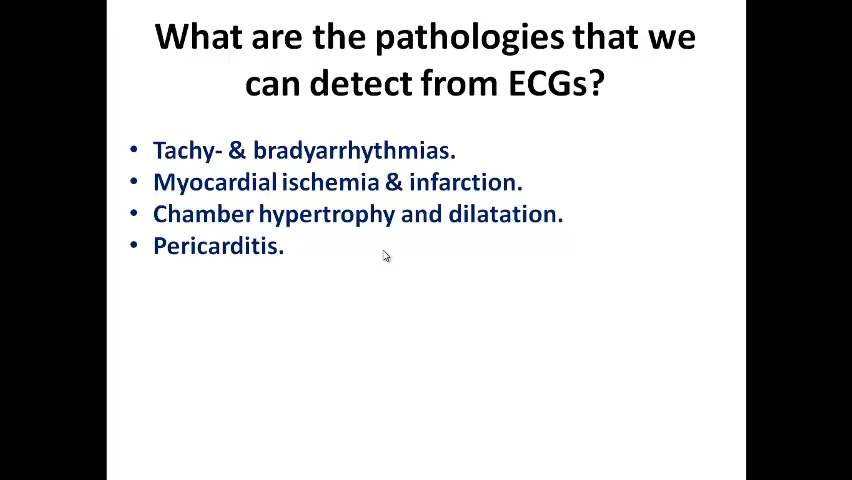 What are the pathologies that we
can detect from ECGs?
• Tachy- & bradyarrhythmias.
• Myocardial ischemia & infarction.
• Chamber hypertrophy and dilatation.
• Pericarditis.